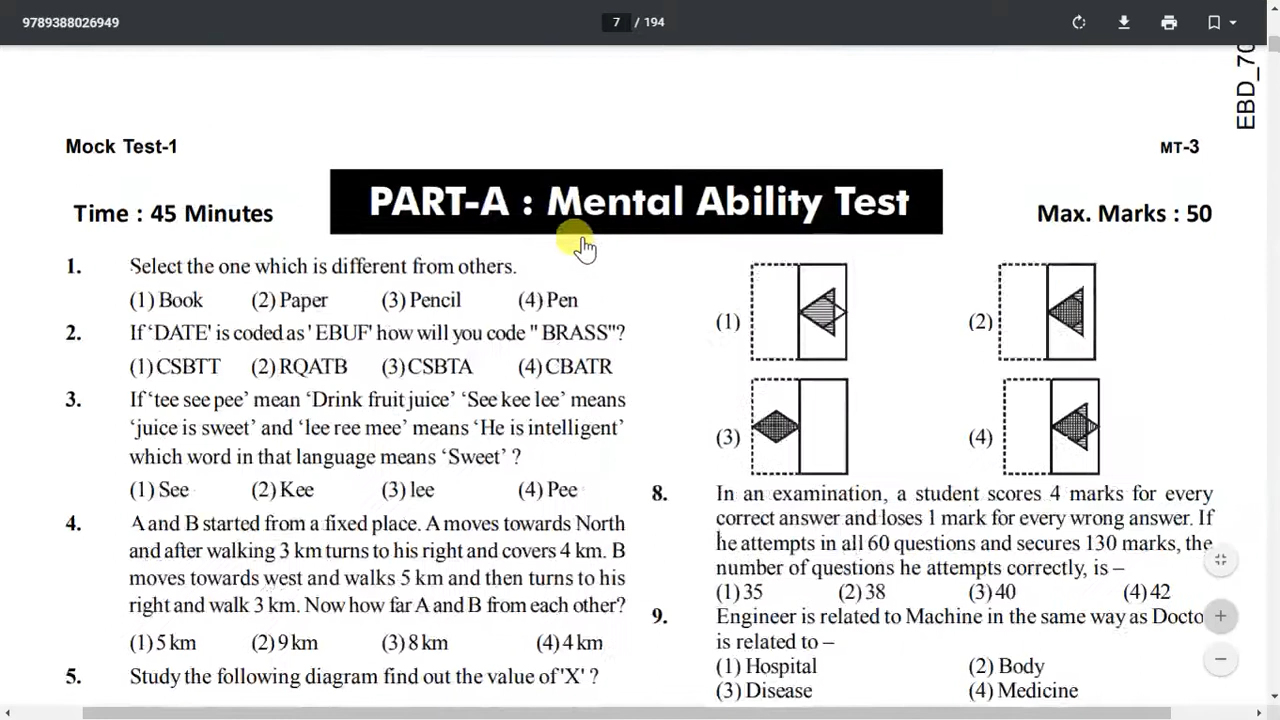 9789388026949
7 / 194
EBD_70
Mock Test-1
MT-3
Time : 45 Minutes
PART-A : Mental Ability Test
Max. Marks : 50
1. Select the one which is different from others.
(1) Book (2) Paper (3) Pencil (4) Pen
2. If 'DATE' is coded as ' EBUF' how will you code " BRASS"?
(1) CSBTT (2) RQATB (3) CSBTA (4) CBATR
3. If 'tee see pee' mean 'Drink fruit juice' 'See kee lee' means
'juice is sweet' and 'lee ree mee' means 'He is intelligent'
which word in that language means 'Sweet' ?
(1) See (2) Kee (3) lee (4) Pee
4. A and B started from a fixed place. A moves towards North
and after walking 3 km turns to his right and covers 4 km. B
moves towards west and walks 5 km and then turns to his
right and walk 3 km. Now how far A and B from each other?
(1) 5 km (2) 9 km (3) 8 km (4) 4 km
5. Study the following diagram find out the value of 'X' ?
(1) (2)
(3) (4)
8. In an examination, a student scores 4 marks for every
correct answer and loses 1 mark for every wrong answer. If
he attempts in all 60 questions and secures 130 marks, the
number of questions he attempts correctly, is –
(1) 35 (2) 38 (3) 40 (4) 42
9. Engineer is related to Machine in the same way as Docto
is related to –
(1) Hospital (2) Body
(3) Disease (4) Medicine